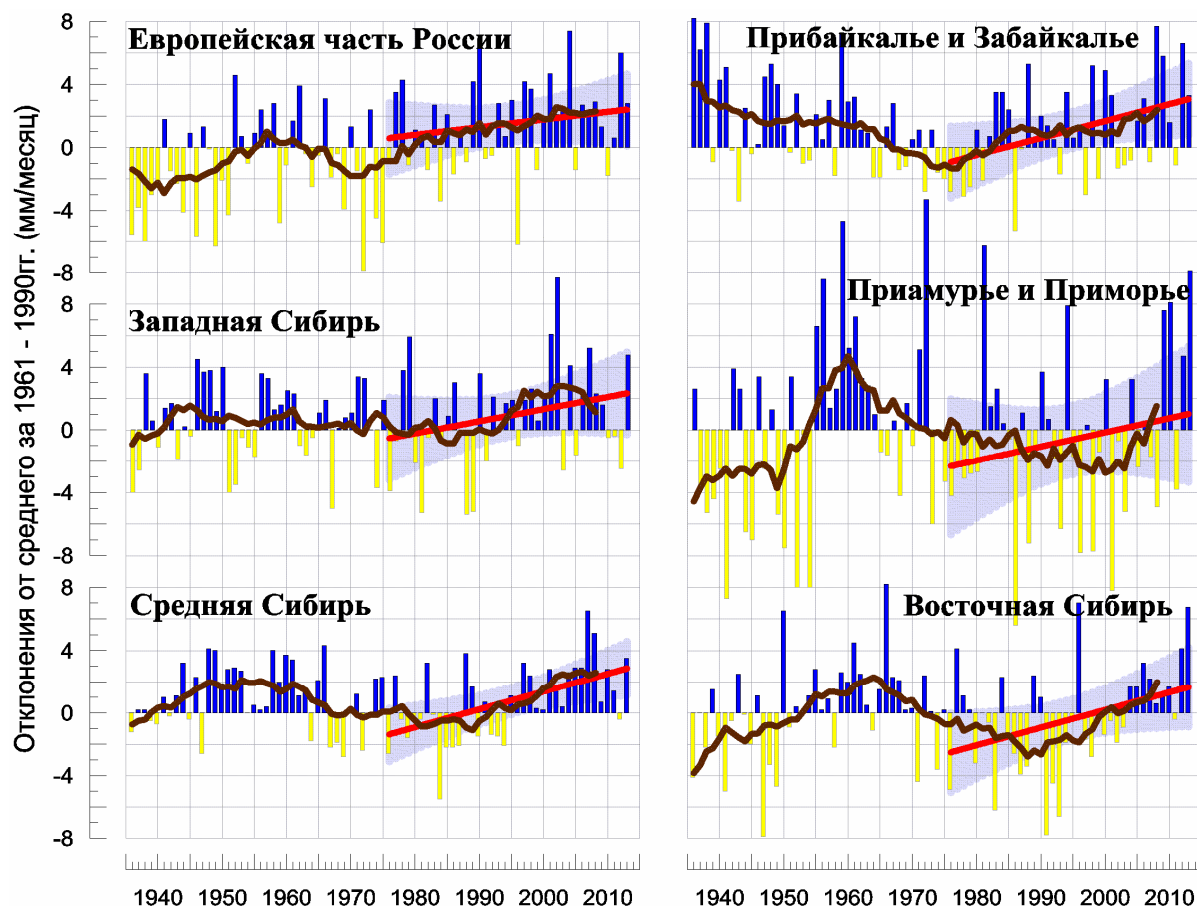 Отклонения от среднего за 1961 - 1990гг. (мм/месяц)
Европейская часть России
8
4
0
-4
-8
Западная Сибирь
8
4
0
-4
-8
Средняя Сибирь
8
4
0
-4
-8
1940 1950 1960 1970 1980 1990 2000 2010
Прибайкалье и Забайкалье
Приамурье и Приморье
Восточная Сибирь
1940 1950 1960 1970 1980 1990 2000 2010